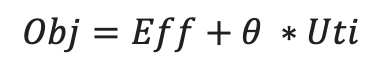 Obj = Eff + θ * Uti